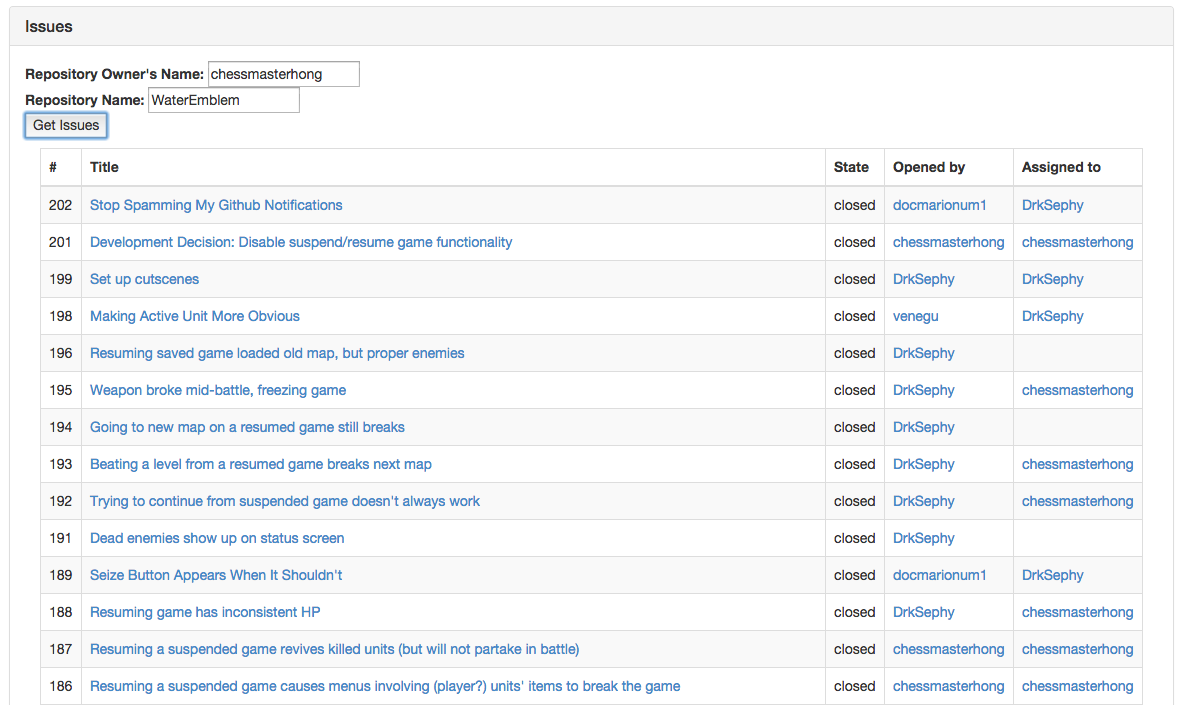 Issues
Repository Owner's Name: chessmasterhong
Repository Name: WaterEmblem
Get Issues
# Title State Opened by Assigned to
202 Stop Spamming My Github Notifications closed docmarionum1 DrkSephy
201 Development Decision: Disable suspend/resume game functionality closed chessmasterhong chessmasterhong
199 Set up cutscenes closed DrkSephy DrkSephy
198 Making Active Unit More Obvious closed venegu DrkSephy
196 Resuming saved game loaded old map, but proper enemies closed DrkSephy
195 Weapon broke mid-battle, freezing game closed DrkSephy chessmasterhong
194 Going to new map on a resumed game still breaks closed DrkSephy
193 Beating a level from a resumed game breaks next map closed DrkSephy chessmasterhong
192 Trying to continue from suspended game doesn't always work closed DrkSephy chessmasterhong
191 Dead enemies show up on status screen closed DrkSephy
189 Seize Button Appears When It Shouldn't closed docmarionum1 DrkSephy
188 Resuming game has inconsistent HP closed DrkSephy chessmasterhong
187 Resuming a suspended game revives killed units (but will not partake in battle) closed chessmasterhong chessmasterhong
186 Resuming a suspended game causes menus involving (player?) units' items to break the game closed chessmasterhong chessmasterhong